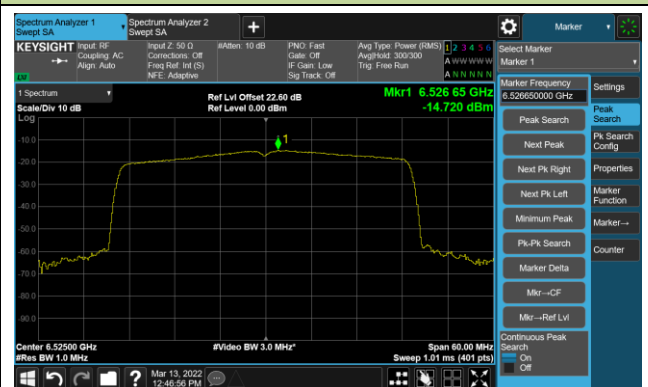 Spectrum Analyzer 1
Swept SA
Spectrum Analyzer 2
Swept SA
+
Marker
KEYSIGHT
Input: RF
Coupling: AC
Align: Auto
Input Z: 50 Ω
Corrections: Off
Freq Ref: Int (S)
NFE: Adaptive
#Atten: 10 dB
PNO: Fast
Gate: Off
IF Gain: Low
Sig Track: Off
Avg Type: Power (RMS)
Avg|Hold: 300/300
Trig: Free Run
1 2 3 4 5 6
A W W W W W
A N N N N N
LXI
Select Marker
Marker 1
1 Spectrum
Scale/Div 10 dB
Log
Ref Lvl Offset 22.60 dB
Ref Level 0.00 dBm
Mkr1 6.526 65 GHz
-14.720 dBm
1
-10.0
-20.0
-30.0
-40.0
-50.0
-60.0
-70.0
-80.0
-90.0
Center 6.52500 GHz
#Res BW 1.0 MHz
#Video BW 3.0 MHz*
Span 60.00 MHz
Sweep 1.01 ms (401 pts)
Marker Frequency
6.526650000 GHz
Peak Search
Next Peak
Next Pk Right
Next Pk Left
Minimum Peak
Pk-Pk Search
Marker Delta
Mkr→CF
Mkr→Ref Lvl
Continuous Peak
Search
On
Off
Settings
Peak
Search
Pk Search
Config
Properties
Marker
Function
Marker→
Counter
?
Mar 13, 2022
12:46:56 PM